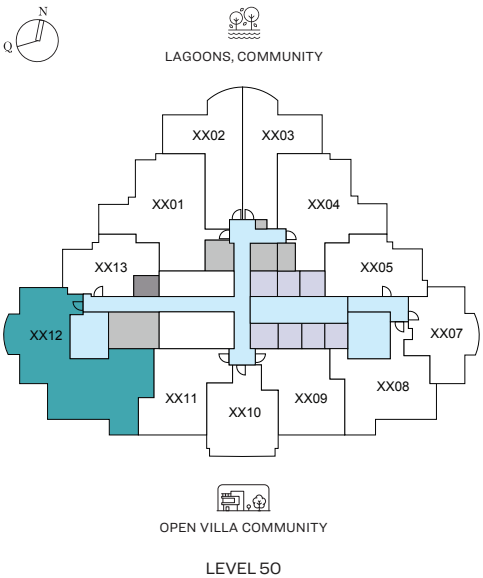 N
Q
LAGOONS, COMMUNITY
XX02 XX03
XX01 XX04
XX13 XX05
XX12 XX07
XX08
XX11 XX10 XX09
OPEN VILLA COMMUNITY
LEVEL 50